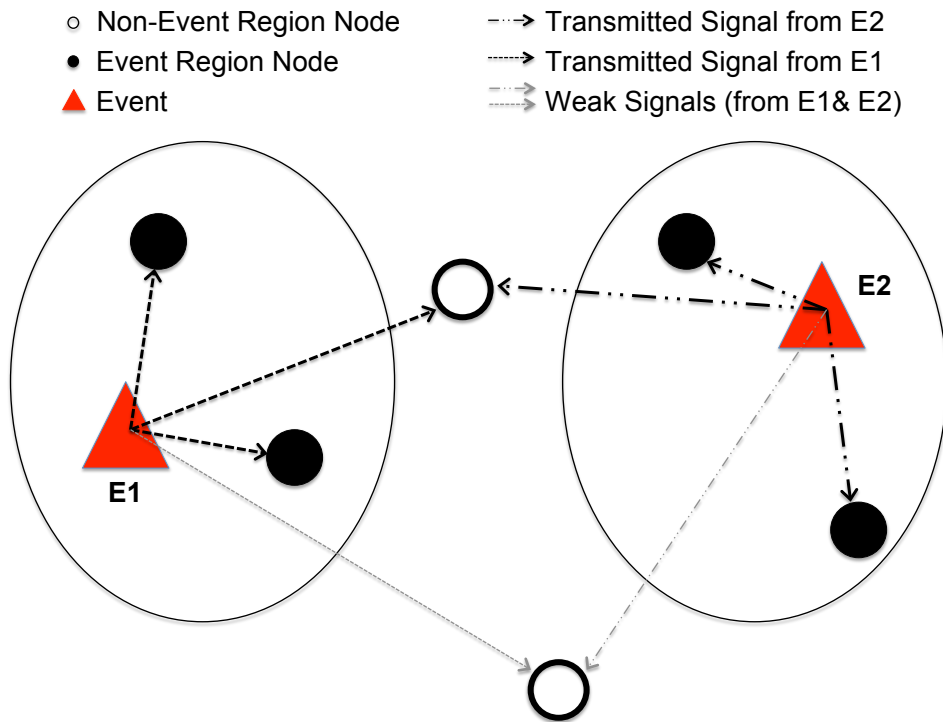 Non-Event Region Node
Event Region Node
Event
Transmitted Signal from E2
Transmitted Signal from E1
Weak Signals (from E1& E2)
E2
E1